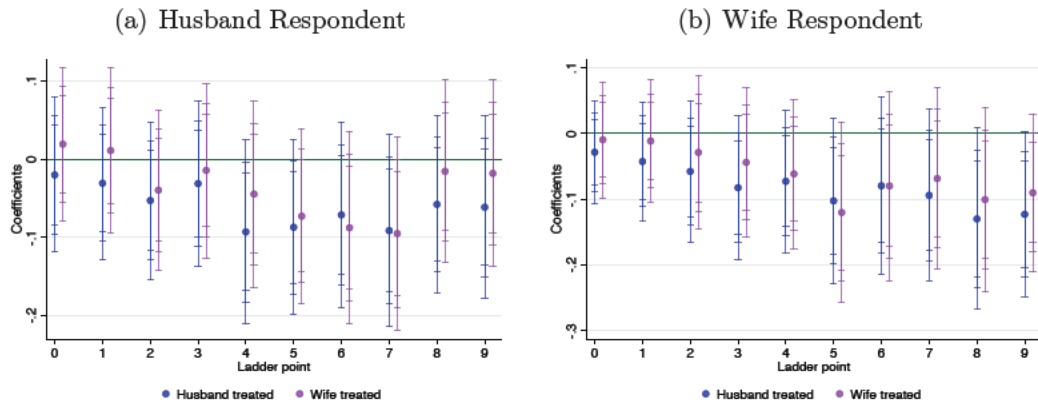 (a) Husband Respondent
.1
0
-.1
-.2
Coefficients
0 1 2 3 4 5 6 7 8 9
Ladder point
Husband treated Wife treated
(b) Wife Respondent
.1
0
-.1
-.2
-.3
Coefficients
0 1 2 3 4 5 6 7 8 9
Ladder point
Husband treated Wife treated